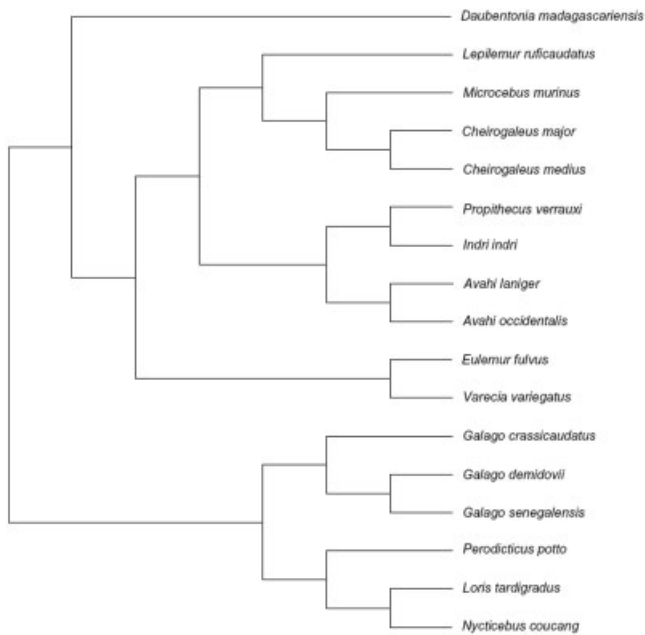 Daubentonia madagascariensis
Lepilemur ruficaudatus
Microcebus murinus
Cheirogaleus major
Cheirogaleus medius
Propithecus verrauxi
Indri indri
Avahi laniger
Avahi occidentalis
Eulemur fulvus
Varecia variegatus
Galago crassicaudatus
Galago demidovii
Galago senegalensis
Perodicticus potto
Loris tardigradus
Nycticebus coucang